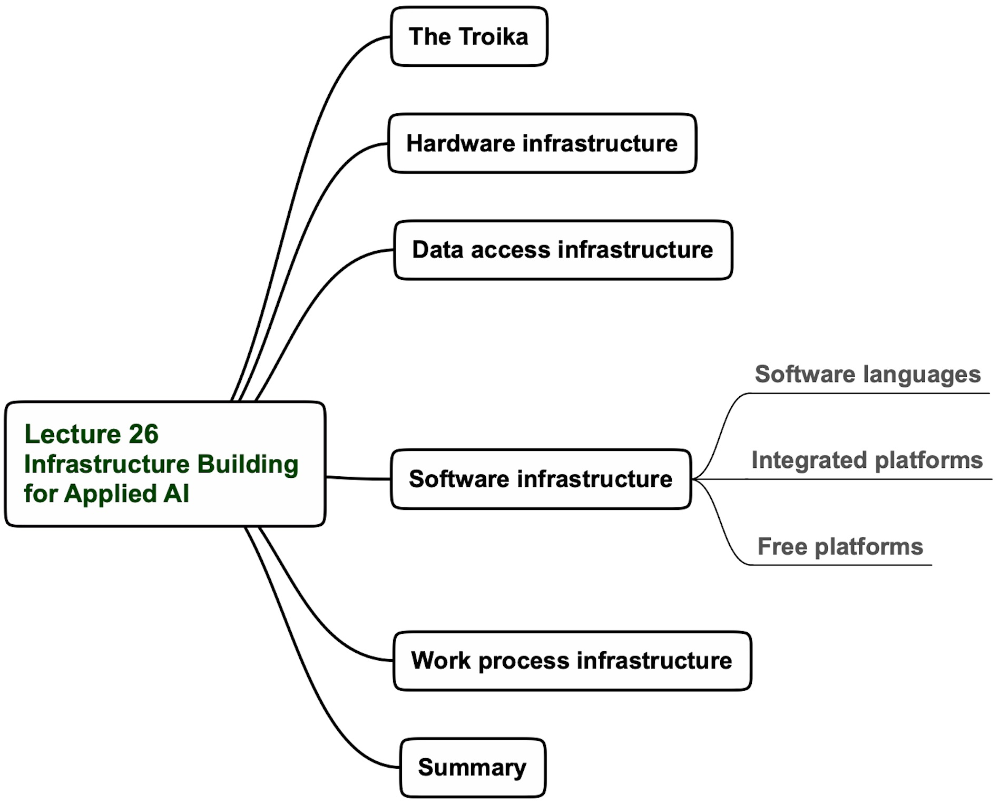 The Troika
Hardware infrastructure
Data access infrastructure
Lecture 26
Infrastructure Building
for Applied AI
Software infrastructure
Software languages
Integrated platforms
Free platforms
Work process infrastructure
Summary